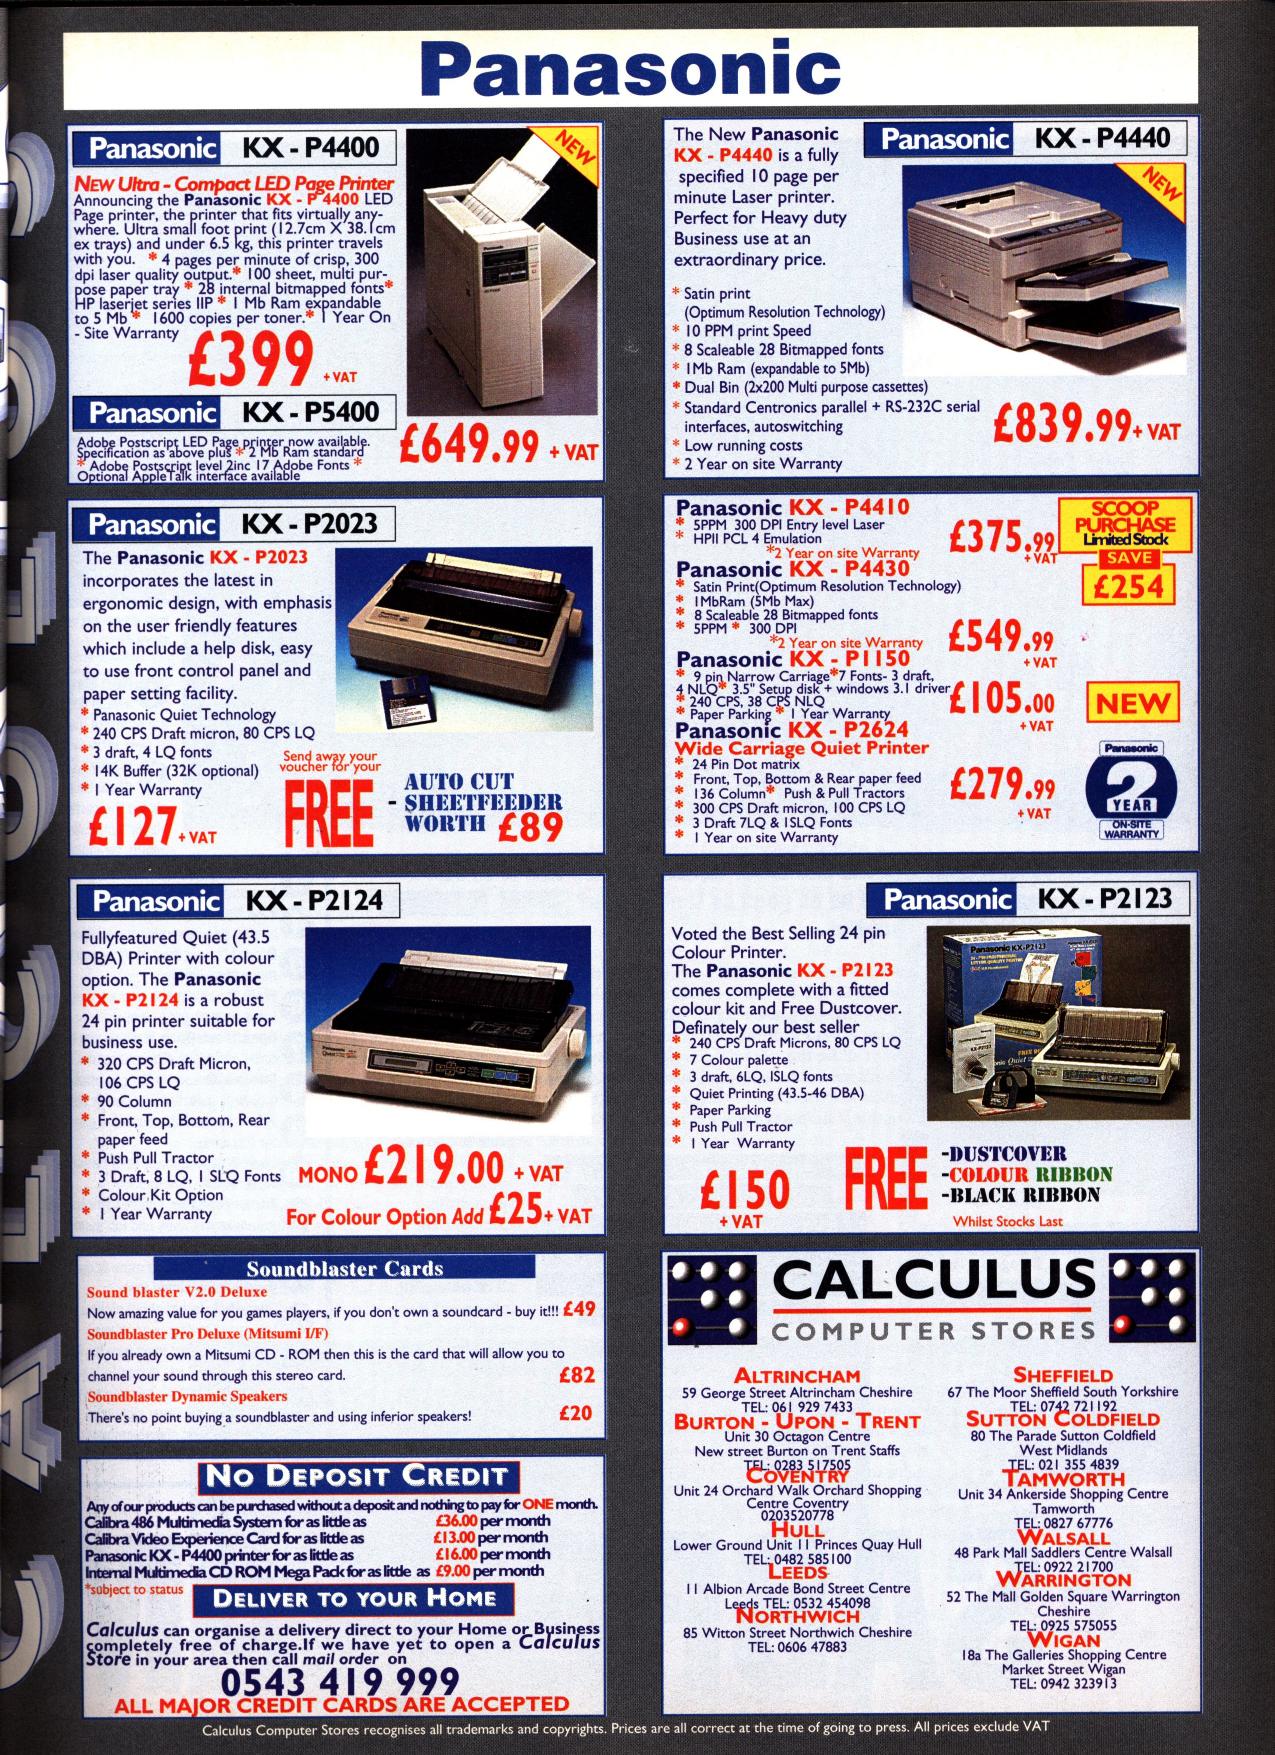 Panasonic
Panasonic KX - P4400
NEW
NEW Ultra - Compact LED Page Printer
Announcing the Panasonic KX - P 4400 LED
Page printer, the printer that fits virtually any-
where. Ultra small foot print (12.7cm X 38.1cm
ex trays) and under 6.5 kg, this printer travels
with you. * 4 pages per minute of crisp, 300
dpi laser quality output.* 100 sheet, multi pur-
pose paper tray * 28 internal bitmapped fonts*
HP laserjet series IIP * 1 Mb Ram expandable
to 5 Mb * 1600 copies per toner.* 1 Year On
- Site Warranty
£399 +VAT
Panasonic KX - P5400
Adobe Postscript LED Page printer now available.
Specification as above plus * 2 Mb Ram standard
* Adobe Postscript level 2inc 17 Adobe Fonts *
Optional AppleTalk interface available
£649.99 + VAT
The New Panasonic
KX - P4440 is a fully
specified 10 page per
minute Laser printer.
Perfect for Heavy duty
Business use at an
extraordinary price.
Panasonic KX - P4440
NEW
* Satin print
(Optimum Resolution Technology)
* 10 PPM print Speed
* 8 Scaleable 28 Bitmapped fonts
* 1Mb Ram (expandable to 5Mb)
* Dual Bin (2x200 Multi purpose cassettes)
* Standard Centronics parallel + RS-232C serial
interfaces, autoswitching
* Low running costs
* 2 Year on site Warranty
£839.99+ VAT
Panasonic KX - P2023
The Panasonic KX - P2023
incorporates the latest in
ergonomic design, with emphasis
on the user friendly features
which include a help disk, easy
to use front control panel and
paper setting facility.
* Panasonic Quiet Technology
* 240 CPS Draft micron, 80 CPS LQ
* 3 draft, 4 LQ fonts
* 14K Buffer (32K optional)
* 1 Year Warranty
£127+VAT
Send away your
voucher for your
FREE
AUTO CUT
- SHEETFEEDER
WORTH £89
Panasonic KX - P4410
* 5PPM 300 DPI Entry level Laser
* HPII PCL 4 Emulation
*2 Year on site Warranty
£375.99
+VAT
SCOOP
PURCHASE
Limited Stock
SAVE
£254
Panasonic KX - P4430
* Satin Print(Optimum Resolution Technology)
* 1MbRam (5Mb Max)
* 8 Scaleable 28 Bitmapped fonts
* 5PPM * 300 DPI
*2 Year on site Warranty
£549.99
+VAT
Panasonic KX - P1150
* 9 pin Narrow Carriage*7 Fonts- 3 draft,
4 NLQ* 3.5" Setup disk + windows 3.1 driver
* 240 CPS, 38 CPS NLQ
* Paper Parking * 1 Year Warranty
£105.00
+VAT
NEW
Panasonic KX - P2624
Wide Carriage Quiet Printer
* 24 Pin Dot matrix
* Front, Top, Bottom & Rear paper feed
* 136 Column* Push & Pull Tractors
* 300 CPS Draft micron, 100 CPS LQ
* 3 Draft 7LQ & 1SLQ Fonts
* 1 Year on site Warranty
£279.99
+VAT
Panasonic
2
YEAR
ON-SITE
WARRANTY
Panasonic KX - P2124
Fullyfeatured Quiet (43.5
DBA) Printer with colour
option. The Panasonic
KX - P2124 is a robust
24 pin printer suitable for
business use.
* 320 CPS Draft Micron,
106 CPS LQ
* 90 Column
* Front, Top, Bottom, Rear
paper feed
* Push Pull Tractor
* 3 Draft, 8 LQ, 1 SLQ Fonts
* Colour Kit Option
* 1 Year Warranty
MONO £219.00 + VAT
For Colour Option Add £25+ VAT
Panasonic KX - P2123
Voted the Best Selling 24 pin
Colour Printer.
The Panasonic KX - P2123
comes complete with a fitted
colour kit and Free Dustcover.
Definately our best seller
* 240 CPS Draft Microns, 80 CPS LQ
* 7 Colour palette
* 3 draft, 6LQ, 1SLQ fonts
* Quiet Printing (43.5-46 DBA)
* Paper Parking
* Push Pull Tractor
* 1 Year Warranty
Panasonic KX-P2123
£150
+VAT
FREE
-DUSTCOVER
-COLOUR RIBBON
-BLACK RIBBON
Whilst Stocks Last
Soundblaster Cards
Sound blaster V2.0 Deluxe
Now amazing value for you games players, if you don't own a soundcard - buy it!!! £49
Soundblaster Pro Deluxe (Mitsumi I/F)
If you already own a Mitsumi CD - ROM then this is the card that will allow you to
channel your sound through this stereo card. £82
Soundblaster Dynamic Speakers
There's no point buying a soundblaster and using inferior speakers! £20
NO DEPOSIT CREDIT
Any of our products can be purchased without a deposit and nothing to pay for ONE month.
Calibra 486 Multimedia System for as little as £36.00 per month
Calibra Video Experience Card for as little as £13.00 per month
Panasonic KX - P4400 printer for as little as £16.00 per month
Internal Multimedia CD ROM Mega Pack for as little as £9.00 per month
*subject to status
DELIVER TO YOUR HOME
Calculus can organise a delivery direct to your Home or Business
completely free of charge.If we have yet to open a Calculus
Store in your area then call mail order on
0543 419 999
ALL MAJOR CREDIT CARDS ARE ACCEPTED
CALCULUS
COMPUTER STORES
ALTRINCHAM
59 George Street Altrincham Cheshire
TEL: 061 929 7433
BURTON - UPON - TRENT
Unit 30 Octagon Centre
New street Burton on Trent Staffs
TEL: 0283 517505
COVENTRY
Unit 24 Orchard Walk Orchard Shopping
Centre Coventry
0203520778
HULL
Lower Ground Unit 11 Princes Quay Hull
TEL: 0482 585100
LEEDS
11 Albion Arcade Bond Street Centre
Leeds TEL: 0532 454098
NORTHWICH
85 Witton Street Northwich Cheshire
TEL: 0606 47883
SHEFFIELD
67 The Moor Sheffield South Yorkshire
TEL: 0742 721192
SUTTON COLDFIELD
80 The Parade Sutton Coldfield
West Midlands
TEL: 021 355 4839
TAMWORTH
Unit 34 Ankerside Shopping Centre
Tamworth
TEL: 0827 67776
WALSALL
48 Park Mall Saddlers Centre Walsall
TEL: 0922 21700
WARRINGTON
52 The Mall Golden Square Warrington
Cheshire
TEL: 0925 575055
WIGAN
18a The Galleries Shopping Centre
Market Street Wigan
TEL: 0942 323913
Calculus Computer Stores recognises all trademarks and copyrights. Prices are all correct at the time of going to press. All prices exclude VAT